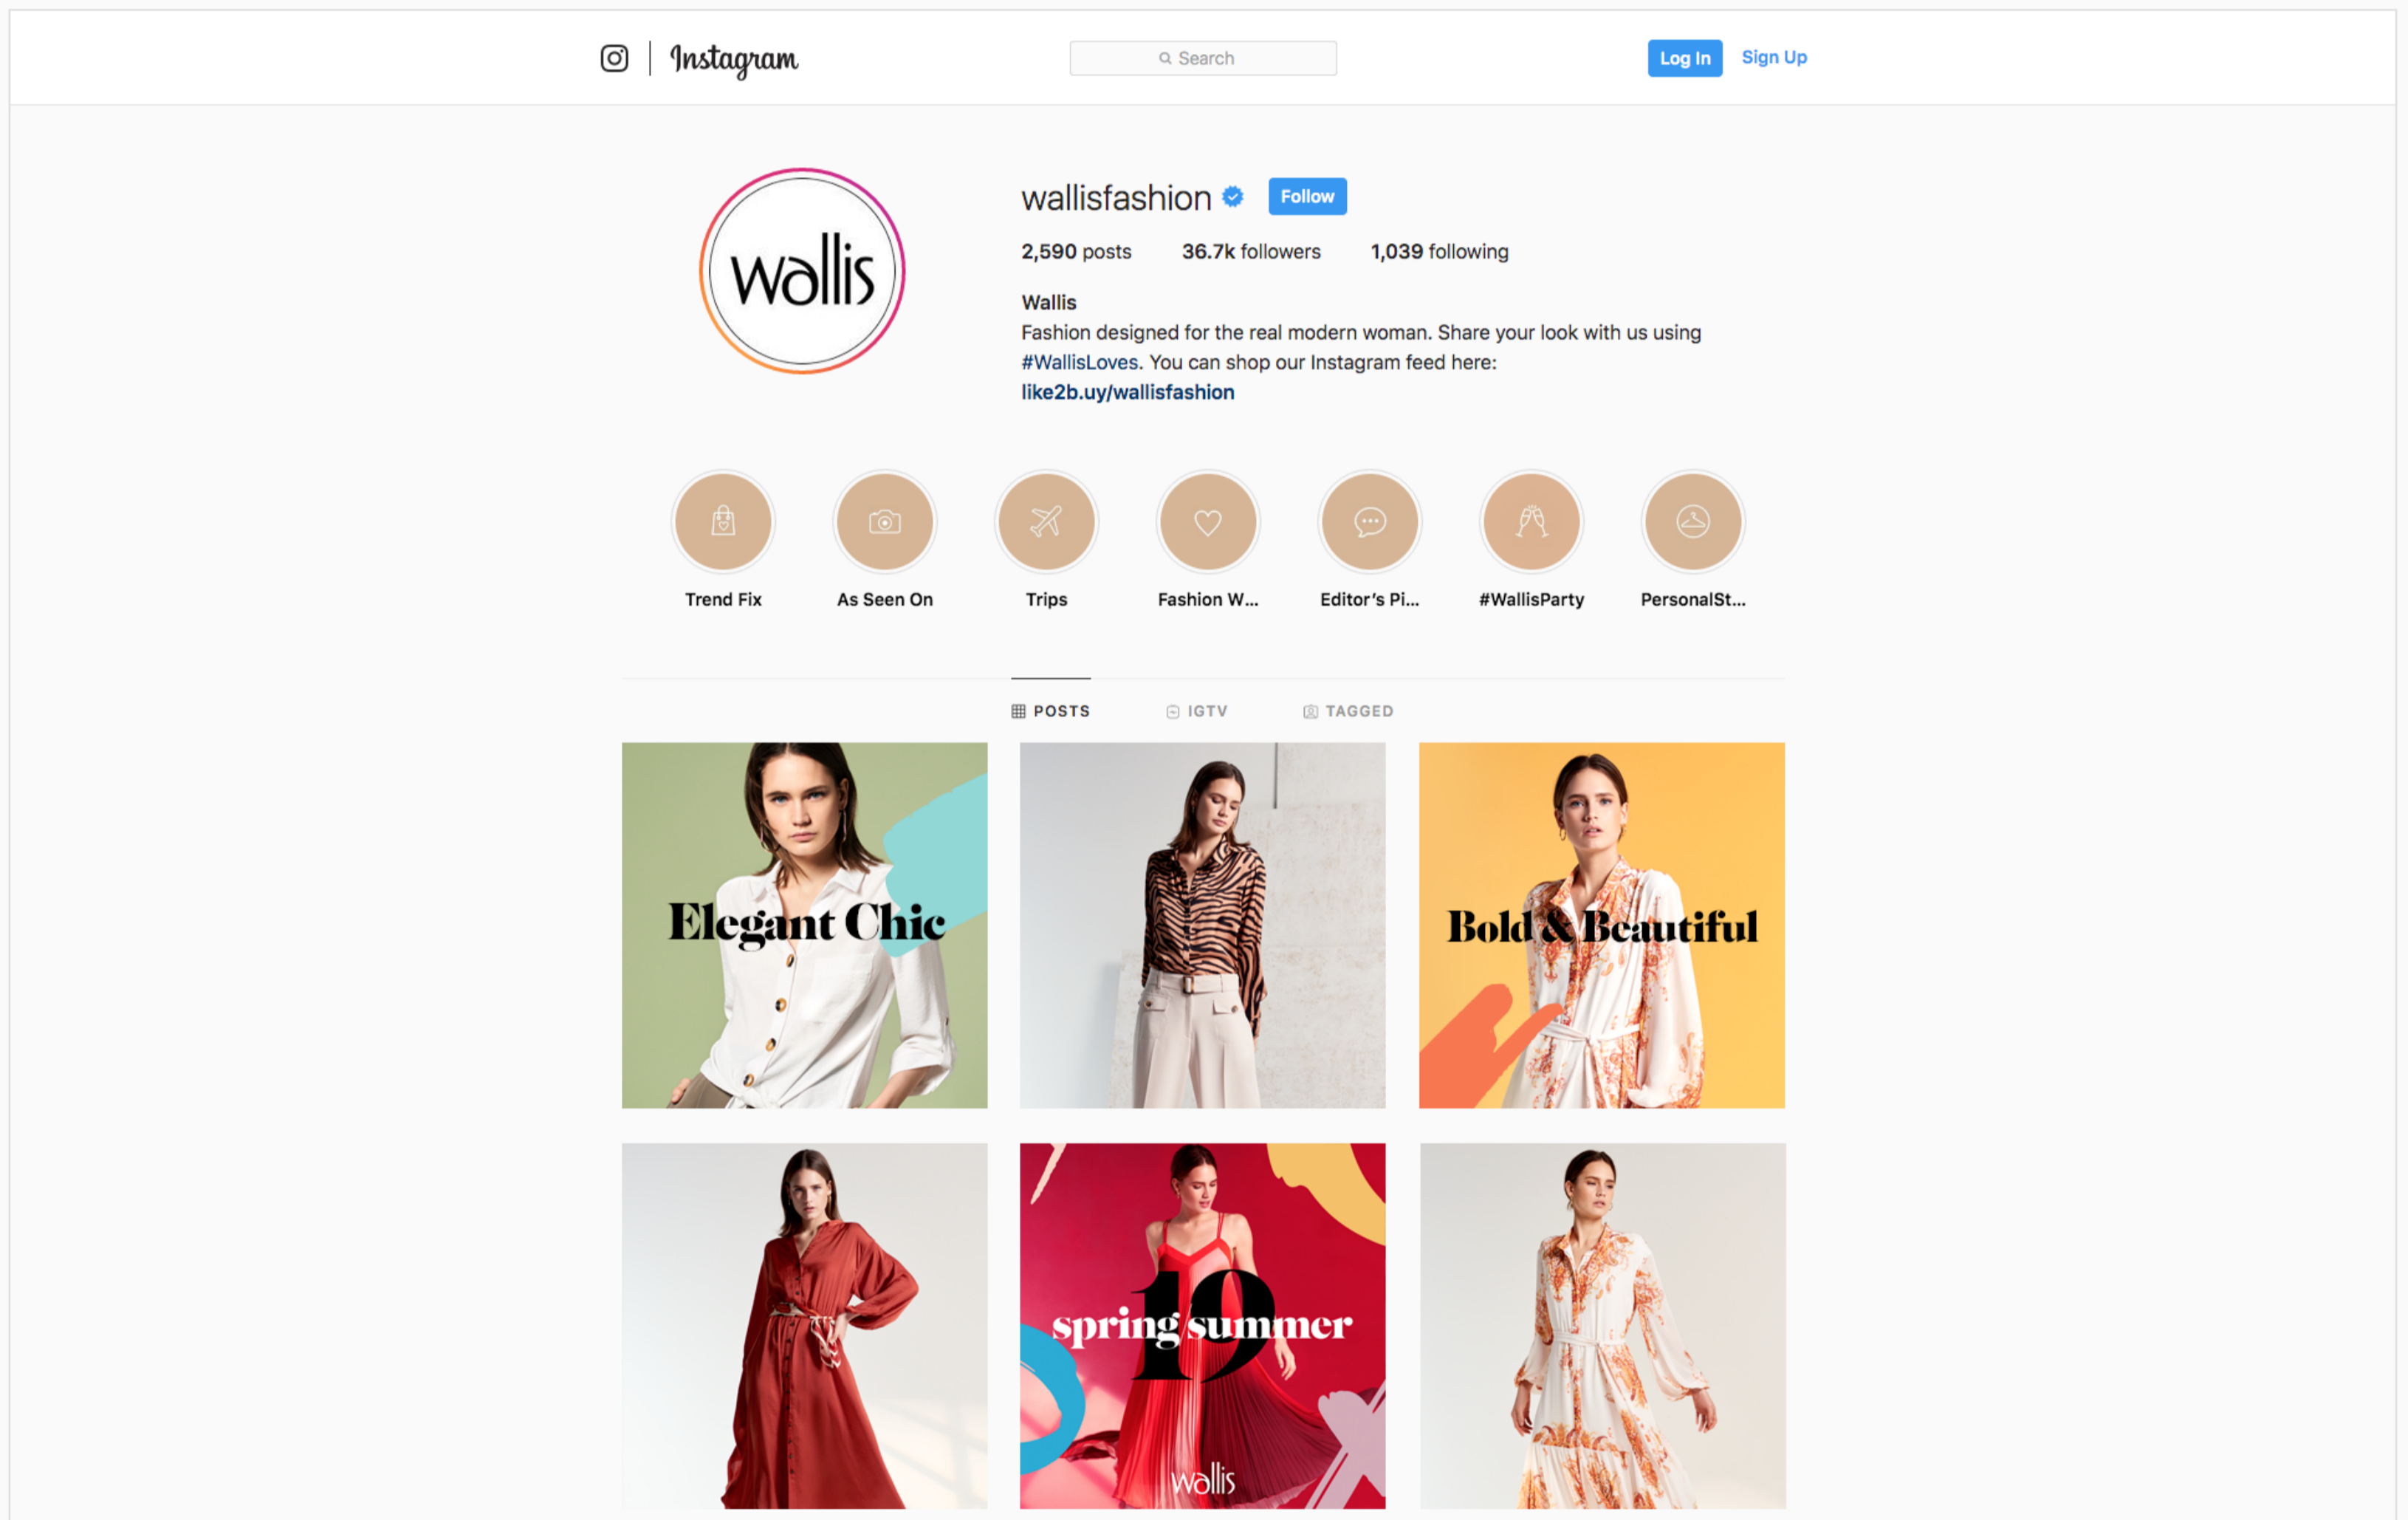 Instagram
Search
Log In
Sign Up
wallis
wallisfashion
Follow
2,590 posts
36.7k followers
1,039 following
Wallis
Fashion designed for the real modern woman. Share your look with us using
#WallisLoves. You can shop our Instagram feed here:
like2b.uy/wallisfashion
Trend Fix
As Seen On
Trips
Fashion W...
Editor’s Pi...
#WallisParty
PersonalSt...
POSTS
IGTV
TAGGED
Elegant Chic
Bold & Beautiful
19
spring/summer
wallis